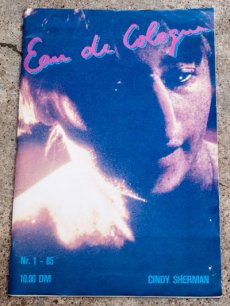 Eau de Cologne
Nr. 1 - 85
10.00 DM
CINDY SHERMAN